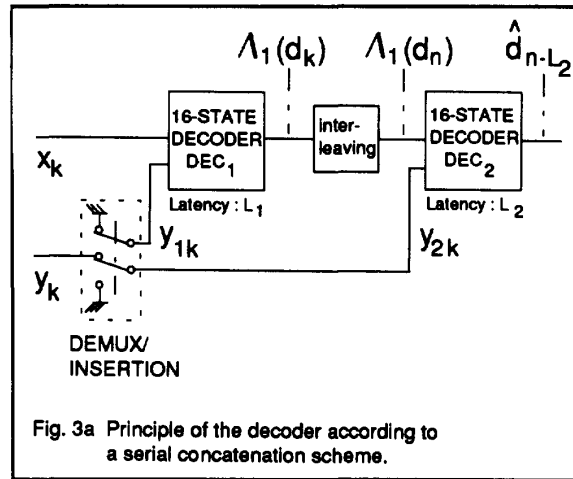 Λ₁(dₖ)
Λ₁(dₙ)
d̂ₙ₋L₂
16-STATE
DECODER
DEC₁
inter-
leaving
16-STATE
DECODER
DEC₂
xₖ
Latency : L₁
Latency : L₂
y₁ₖ
y₂ₖ
yₖ
DEMUX/
INSERTION
Fig. 3a Principle of the decoder according to
a serial concatenation scheme.